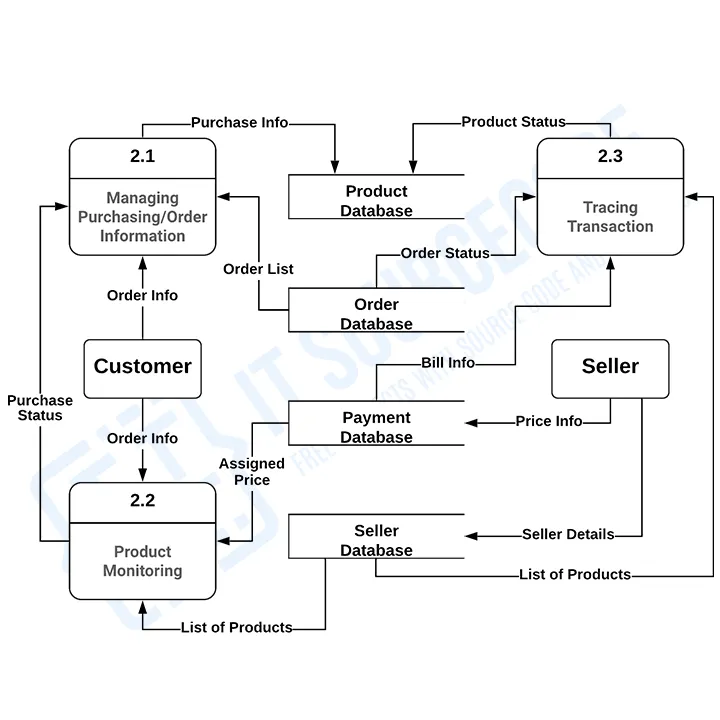 Purchase Info
Product Status
2.1
2.3
Managing
Purchasing/Order
Information
Product
Database
Tracing
Transaction
Order Status
Order List
Order Info
Order
Database
Customer
Bill Info
Seller
Purchase
Status
Payment
Database
Price Info
Order Info
Assigned
Price
2.2
Product
Monitoring
Seller
Database
Seller Details
List of Products
List of Products